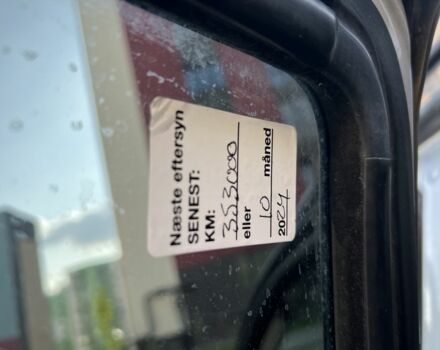 Næste eftersyn
SENEST:
KM:
353000
eller
10 måned
2024